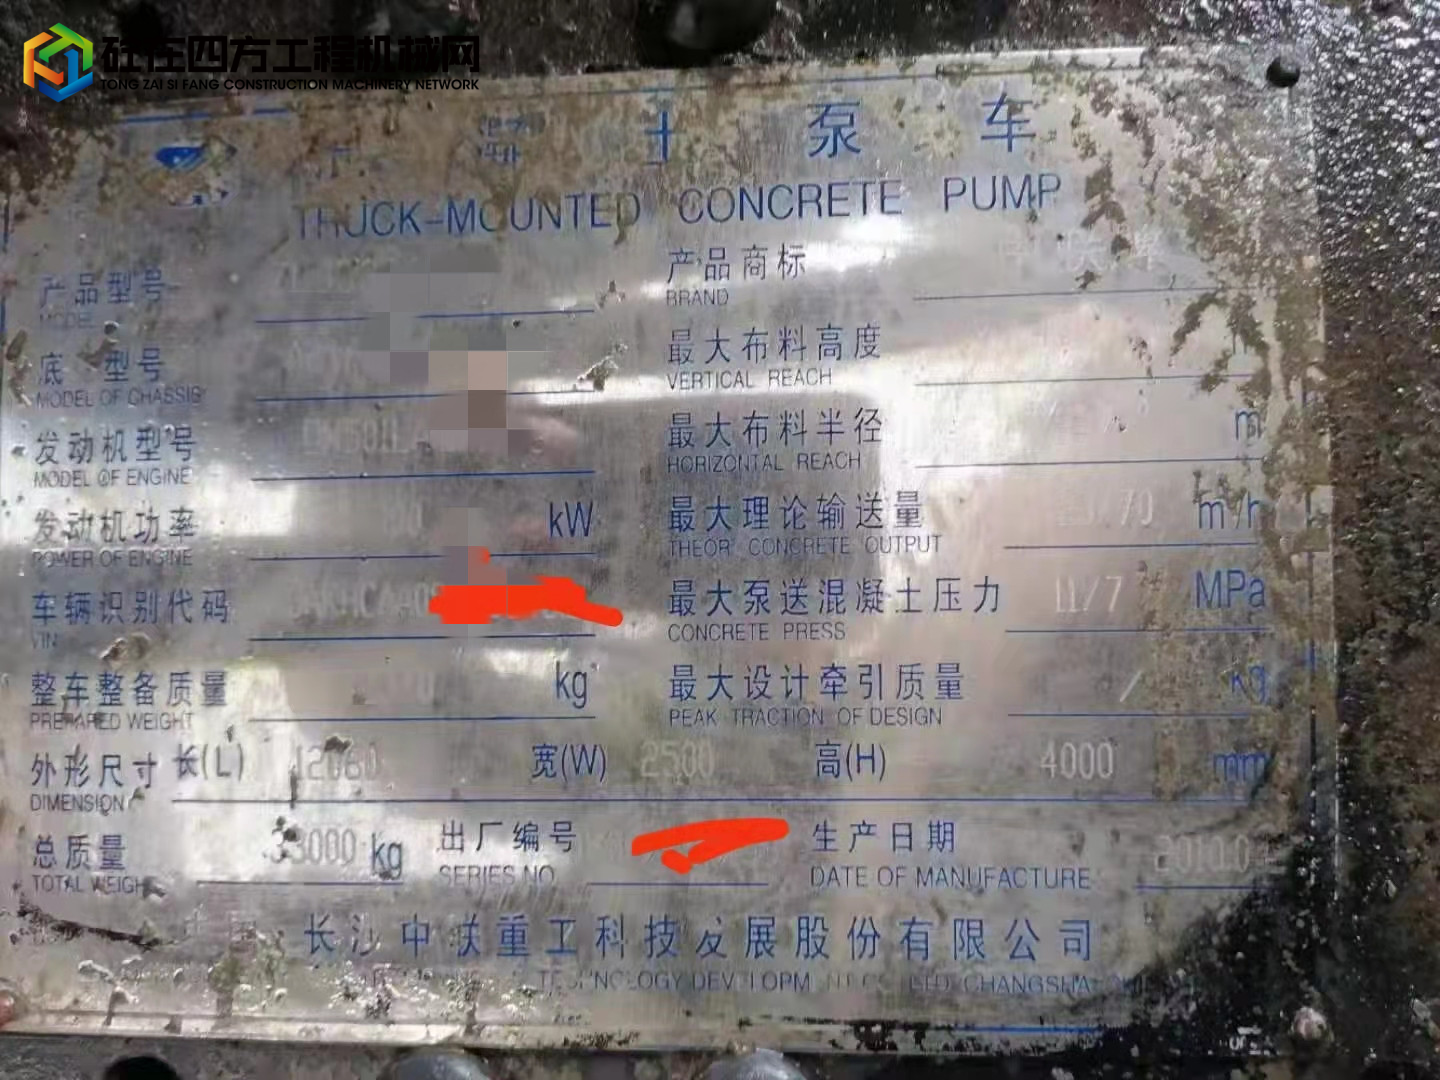 砼在四方工程机械网
TONG ZAI SI FANG CONSTRUCTION MACHINERY NETWORK
土 泵 车
TRUCK-MOUNTED CONCRETE PUMP
产品型号
MODEL
产品商标
BRAND
底 型号
MODEL OF CHASSIS
最大布料高度 m
VERTICAL REACH
发动机型号
MODEL OF ENGINE
最大布料半径 m
HORIZONTAL REACH
发动机功率 kW
POWER OF ENGINE
最大理论输送量 /70 m³/h
THEOR. CONCRETE OUTPUT
车辆识别代码
VIN
最大泵送混凝土压力 11/7 MPa
CONCRETE PRESS
整车整备质量 kg
PREPARED WEIGHT
最大设计牵引质量 / kg
PEAK TRACTION OF DESIGN
外形尺寸 长(L) 12060 宽(W) 2500 高(H) 4000 mm
DIMENSION
总质量 33000 kg 出厂编号 生产日期
TOTAL WEIGHT SERIES NO. DATE OF MANUFACTURE
长沙中联重工科技发展股份有限公司
TECHNOLOGY DEVELOPMENT CHANGSHA